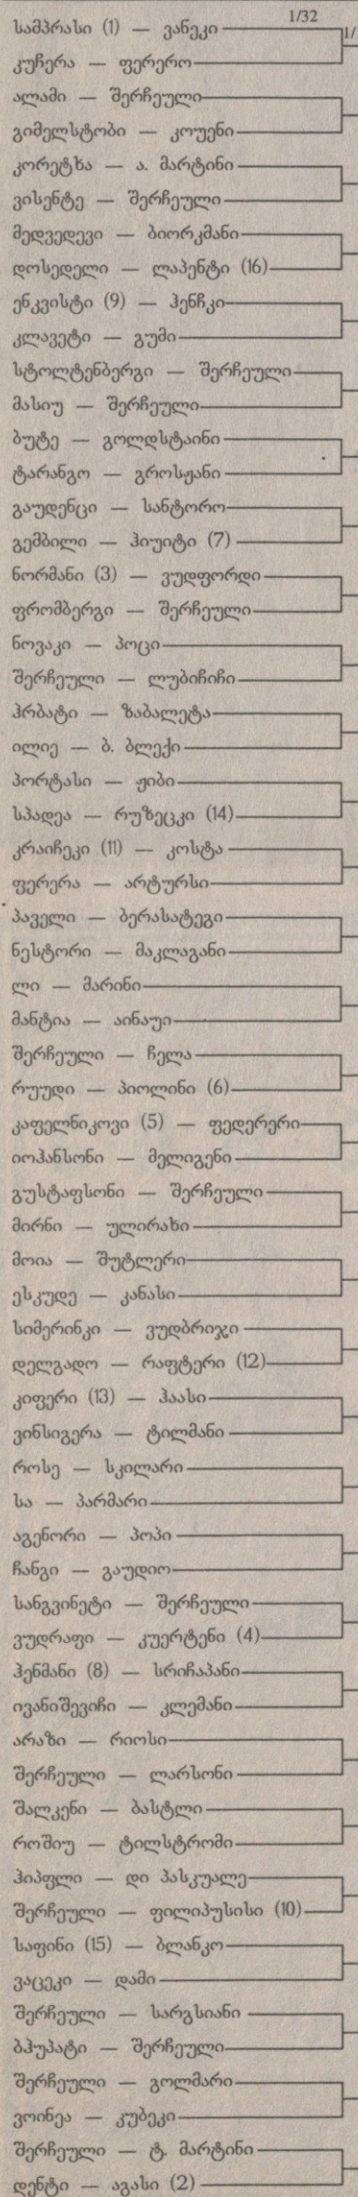 1/32
სამპრასი (1) — ვანეკი
კუჩერა — ფერერო
ალამი — შერჩეული
გიმელსტობი — კოუენი
კორეტხა — ა. მარტინი
ვისენტე — შერჩეული
მედვედევი — ბიორკმანი
დოსედელი — ლაპენტი (16)
ენკვისტი (9) — ჰენჩკი
კლავეტი — გუმი
სტოლტენბერგი — შერჩეული
მასიუ — შერჩეული
ბუტე — გოლდსტაინი
ტარანგო — გროსჟანი
გაუდენცი — სანტორო
გემბილი — ჰიუიტი (7)
ნორმანი (3) — ვუდფორდი
ფრომბერგი — შერჩეული
ნოვაკი — პოცი
შერჩეული — ლუბიჩიჩი
ჰრბატი — ზაბალეტა
ილიე — ბ. ბლექი
პორტასი — ჟიბი
სპადეა — რუზეცკი (14)
კრაიჩეკი (11) — კოსტა
ფერერა — არტურსი
პაველი — ბერასატეგი
ნესტორი — მაკლაგანი
ლი — მარინი
მანტია — აინაუი
შერჩეული — ჩელა
რუუდი — პიოლინი (6)
კაფელნიკოვი (5) — ფედერერი
იოჰანსონი — მელიგენი
გუსტაფსონი — შერჩეული
მირნი — ულირახი
მოია — შუტლერი
ესკუდე — კანასი
სიმერინკი — ვუდბრიჯი
დელგადო — რაფტერი (12)
კიფერი (13) — ჰაასი
ვინსიგერა — ტილმანი
როსე — სკილარი
სა — პარმარი
აგენორი — პოპი
ჩანგი — გაუდიო
სანგვინეტი — შერჩეული
ვუდრაფი — კუერტენი (4)
ჰენმანი (8) — სრიჩაპანი
ივანიშევიჩი — კლემანი
არაზი — რიოსი
შერჩეული — ლარსონი
შალკენი — ბასტლი
როშიუ — ტილსტრომი
ჰიპფლი — დი პასკუალე
შერჩეული — ფილიპუსისი (10)
საფინი (15) — ბლანკო
ვაცეკი — დამი
შერჩეული — სარგსიანი
ბჰუპატი — შერჩეული
შერჩეული — გოლმარი
ვოინეა — კუბეკი
შერჩეული — ტ. მარტინი
დენტი — აგასი (2)